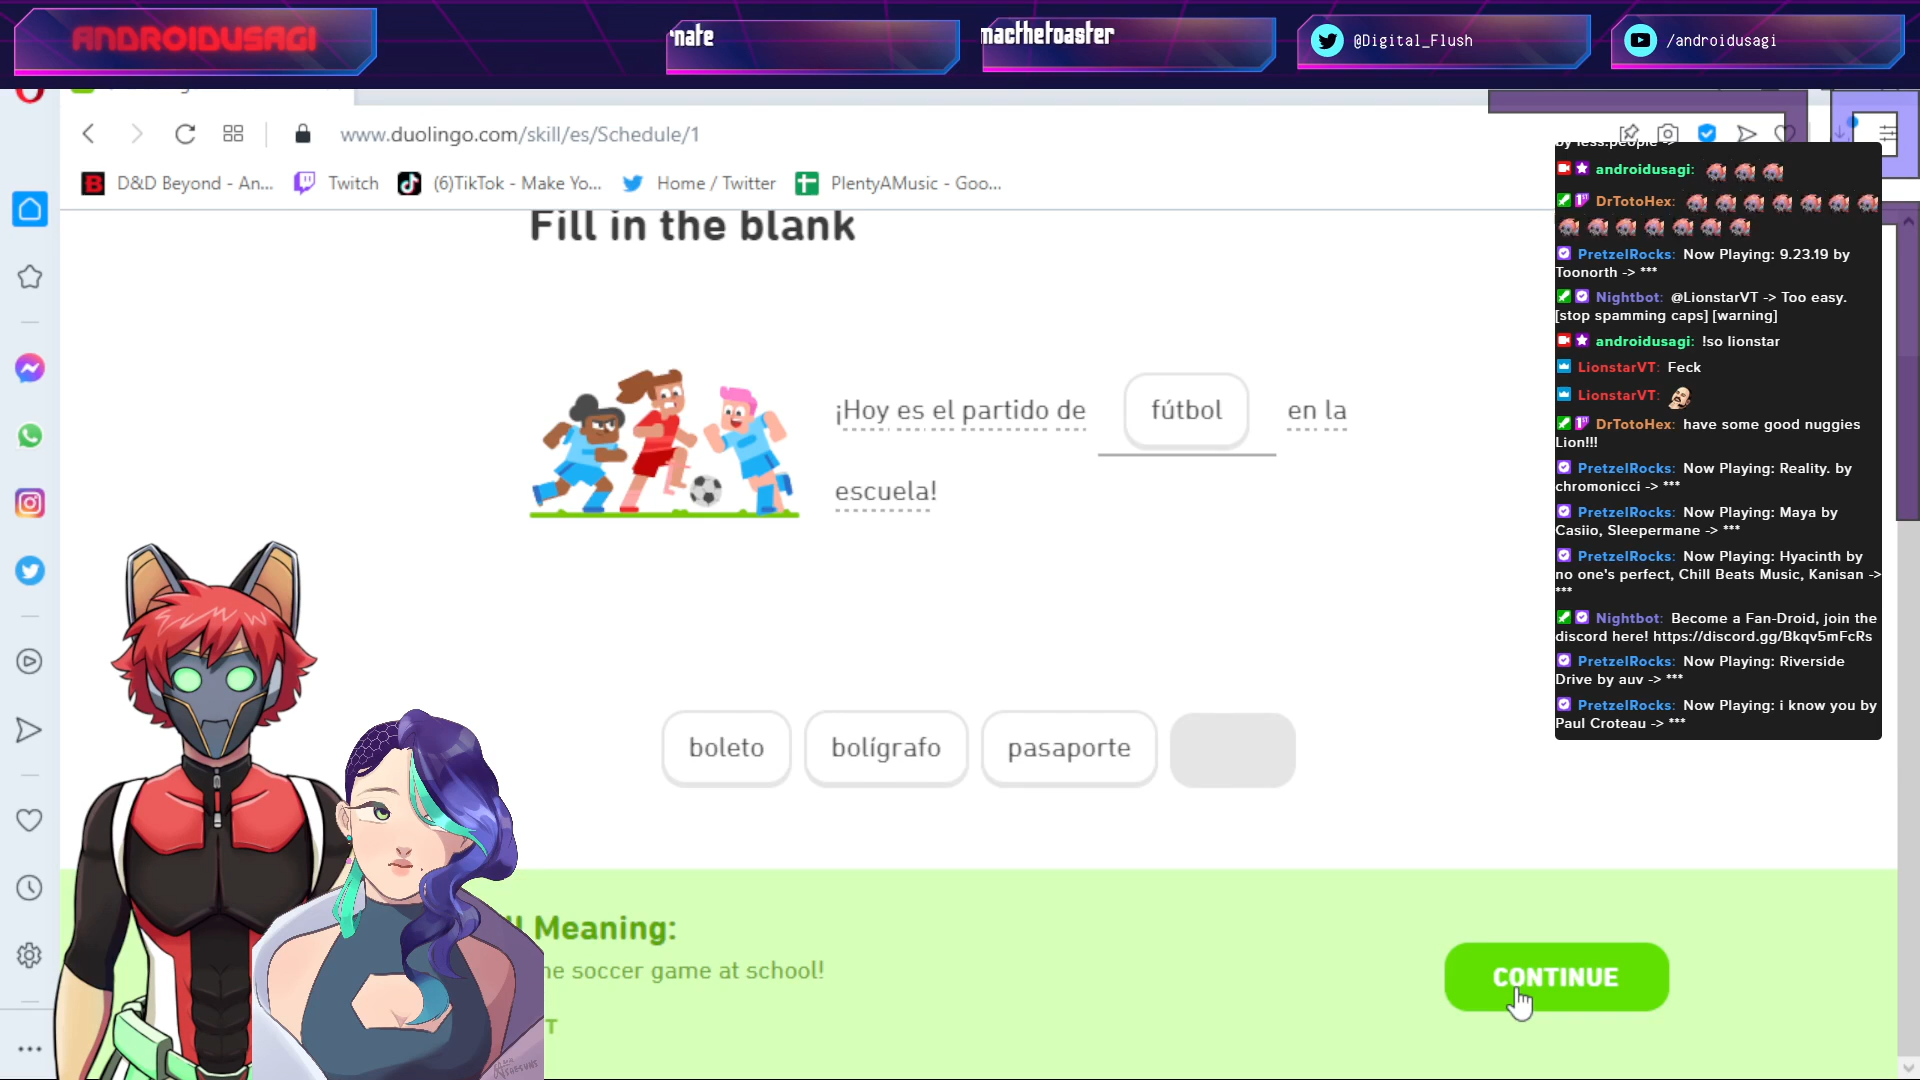 ANDROIDUSAGI
macthetoaster
@Digital_Flush
/androidusagi
www.duolingo.com/skill/es/Schedule/1
D&D Beyond - An...
Twitch
(6)TikTok - Make Yo...
Home / Twitter
PlentyAMusic - Goo...
Fill in the blank
¡Hoy es el partido de fútbol en la
escuela!
boleto
bolígrafo
pasaporte
Meaning:
soccer game at school!
CONTINUE
by less.people ->
androidusagi:
DrTotoHex:
PretzelRocks: Now Playing: 9.23.19 by
Toonorth -> ***
Nightbot: @LionstarVT -> Too easy.
[stop spamming caps] [warning]
androidusagi: !so lionstar
LionstarVT: Feck
LionstarVT:
DrTotoHex: have some good nuggies
Lion!!!
PretzelRocks: Now Playing: Reality. by
chromonicci -> ***
PretzelRocks: Now Playing: Maya by
Casiio, Sleepermane -> ***
PretzelRocks: Now Playing: Hyacinth by
no one's perfect, Chill Beats Music, Kanisan ->
***
Nightbot: Become a Fan-Droid, join the
discord here! https://discord.gg/Bkqv5mFcRs
PretzelRocks: Now Playing: Riverside
Drive by auv -> ***
PretzelRocks: Now Playing: i know you by
Paul Croteau -> ***